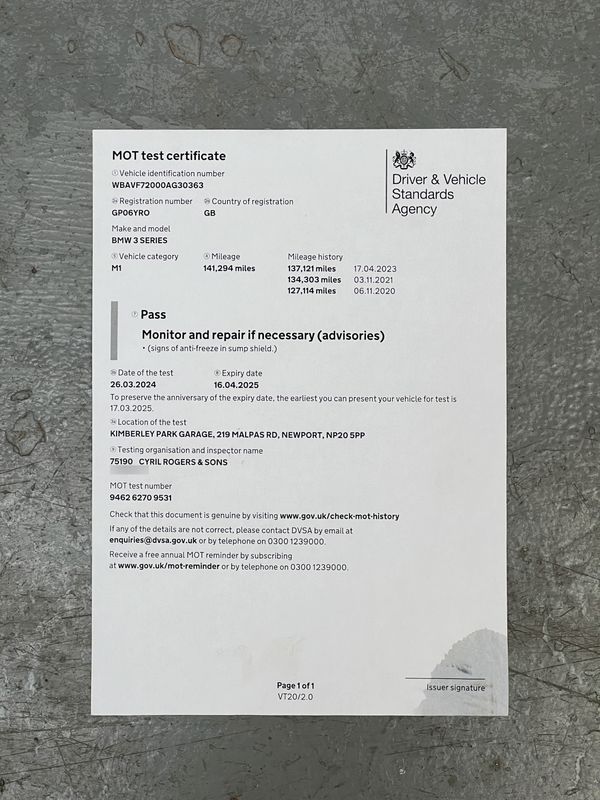 MOT test certificate
Vehicle identification number
WBAVF72000AG30363
Registration number Country of registration
GP06YRO GB
Make and model
BMW 3 SERIES
Vehicle category Mileage Mileage history
M1 141,294 miles 137,121 miles 17.04.2023
134,303 miles 03.11.2021
127,114 miles 06.11.2020
Driver & Vehicle
Standards
Agency
Pass
Monitor and repair if necessary (advisories)
• (signs of anti-freeze in sump shield.)
Date of the test Expiry date
26.03.2024 16.04.2025
To preserve the anniversary of the expiry date, the earliest you can present your vehicle for test is
17.03.2025.
Location of the test
KIMBERLEY PARK GARAGE, 219 MALPAS RD, NEWPORT, NP20 5PP
Testing organisation and inspector name
75190 CYRIL ROGERS & SONS
MOT test number
9462 6270 9531
Check that this document is genuine by visiting www.gov.uk/check-mot-history
If any of the details are not correct, please contact DVSA by email at
enquiries@dvsa.gov.uk or by telephone on 0300 1239000.
Receive a free annual MOT reminder by subscribing
at www.gov.uk/mot-reminder or by telephone on 0300 1239000.
Page 1 of 1
VT20/2.0
Issuer signature